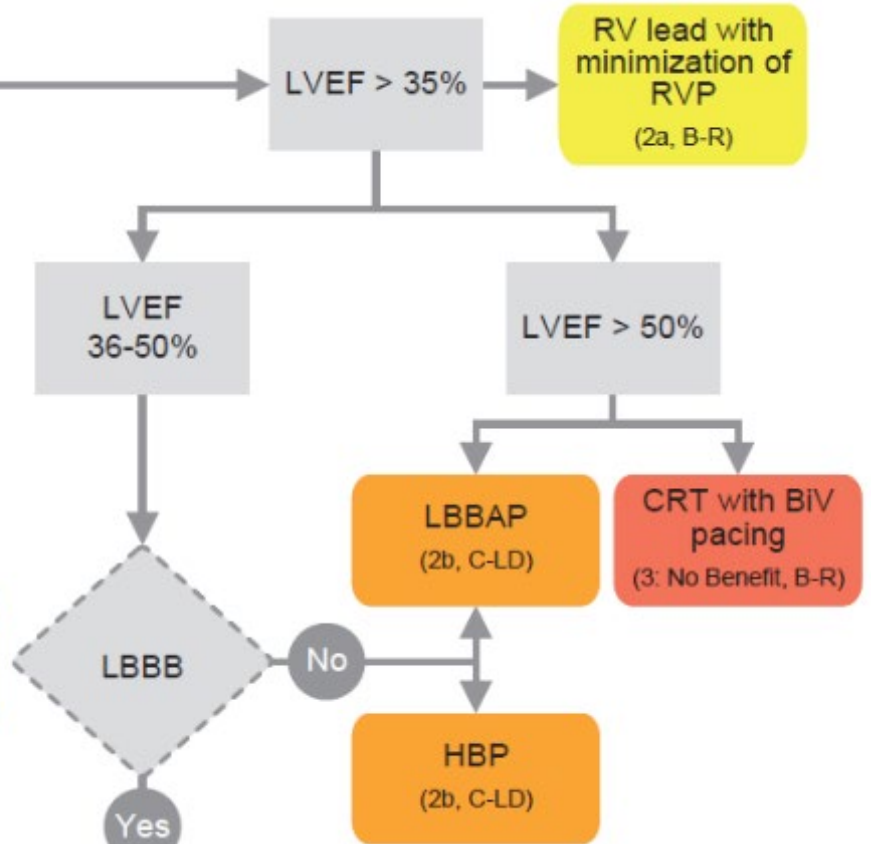 LVEF > 35%
RV lead with
minimization of
RVP
(2a, B-R)
LVEF
36-50%
LVEF > 50%
LBBAP
(2b, C-LD)
CRT with BiV
pacing
(3: No Benefit, B-R)
LBBB
No
HBP
(2b, C-LD)
Yes